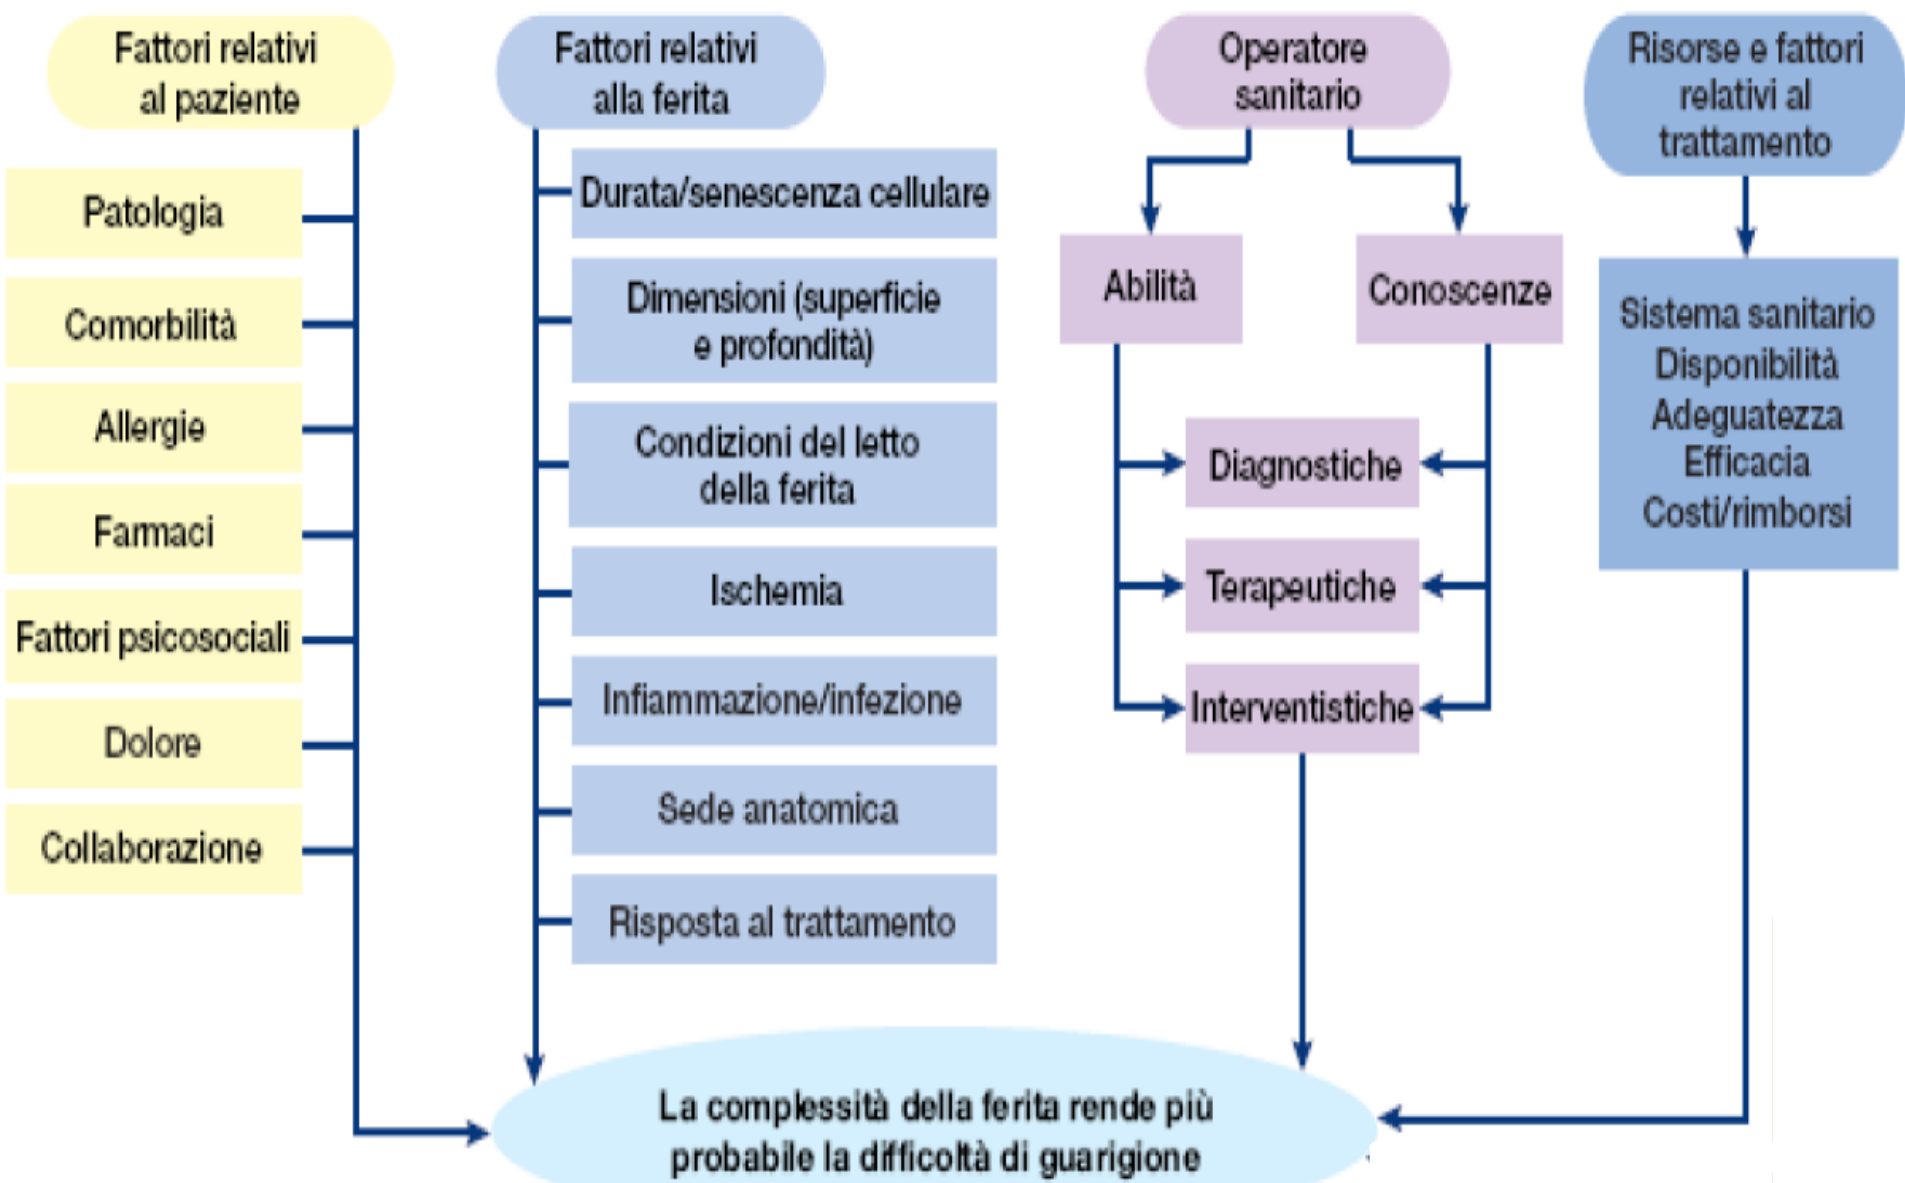 Fattori relativi
al paziente
Patologia
Comorbilità
Allergie
Farmaci
Fattori psicosociali
Dolore
Collaborazione
Fattori relativi
alla ferita
Durata/senescenza cellulare
Dimensioni (superficie
e profondità)
Condizioni del letto
della ferita
Ischemia
Infiammazione/infezione
Sede anatomica
Risposta al trattamento
Operatore
sanitario
Abilità
Conoscenze
Diagnostiche
Terapeutiche
Interventistiche
Risorse e fattori
relativi al
trattamento
Sistema sanitario
Disponibilità
Adeguatezza
Efficacia
Costi/rimborsi
La complessità della ferita rende più
probabile la difficoltà di guarigione